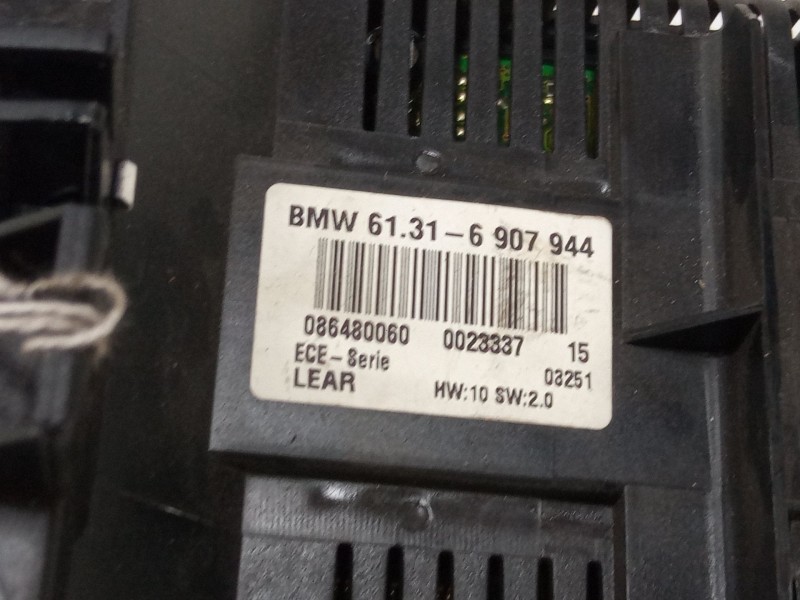 BMW 61.31-6 907 944
086480060 0023337 15
ECE-Serie 03251
LEAR HW:10 SW:2.0